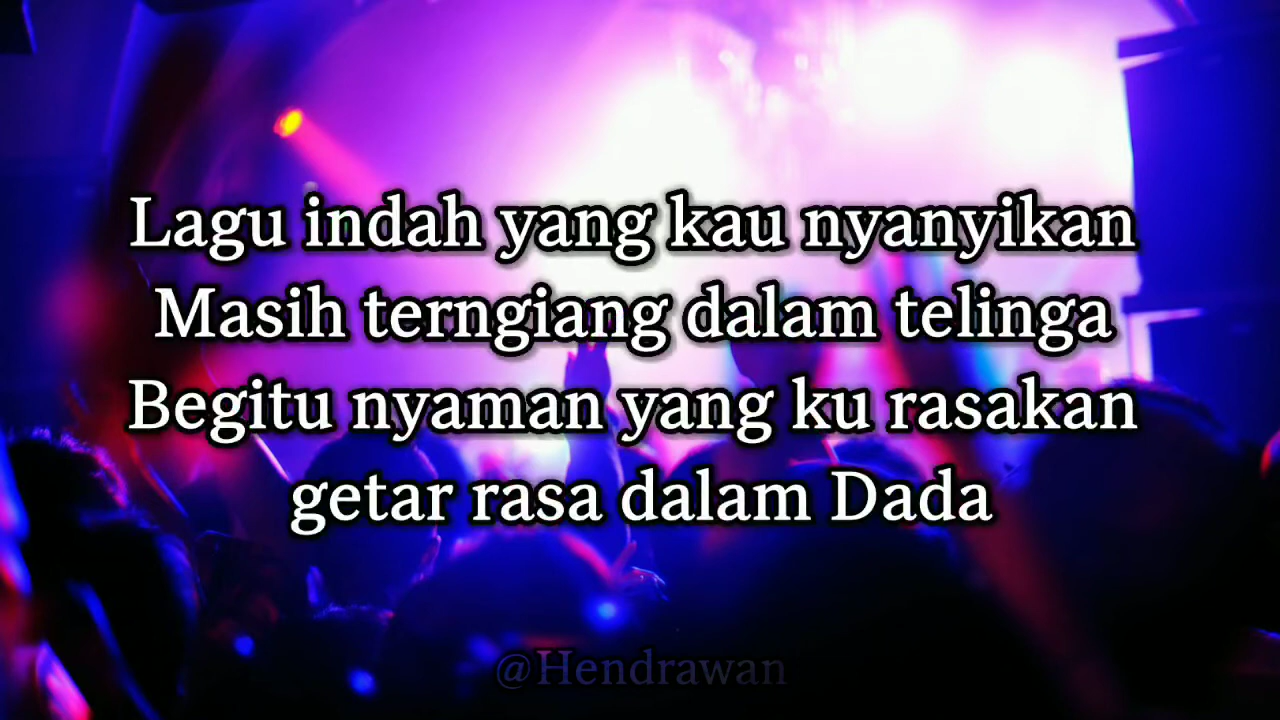 Lagu indah yang kau nyanyikan
Masih terngiang dalam telinga
Begitu nyaman yang ku rasakan
getar rasa dalam Dada
@Hendrawan